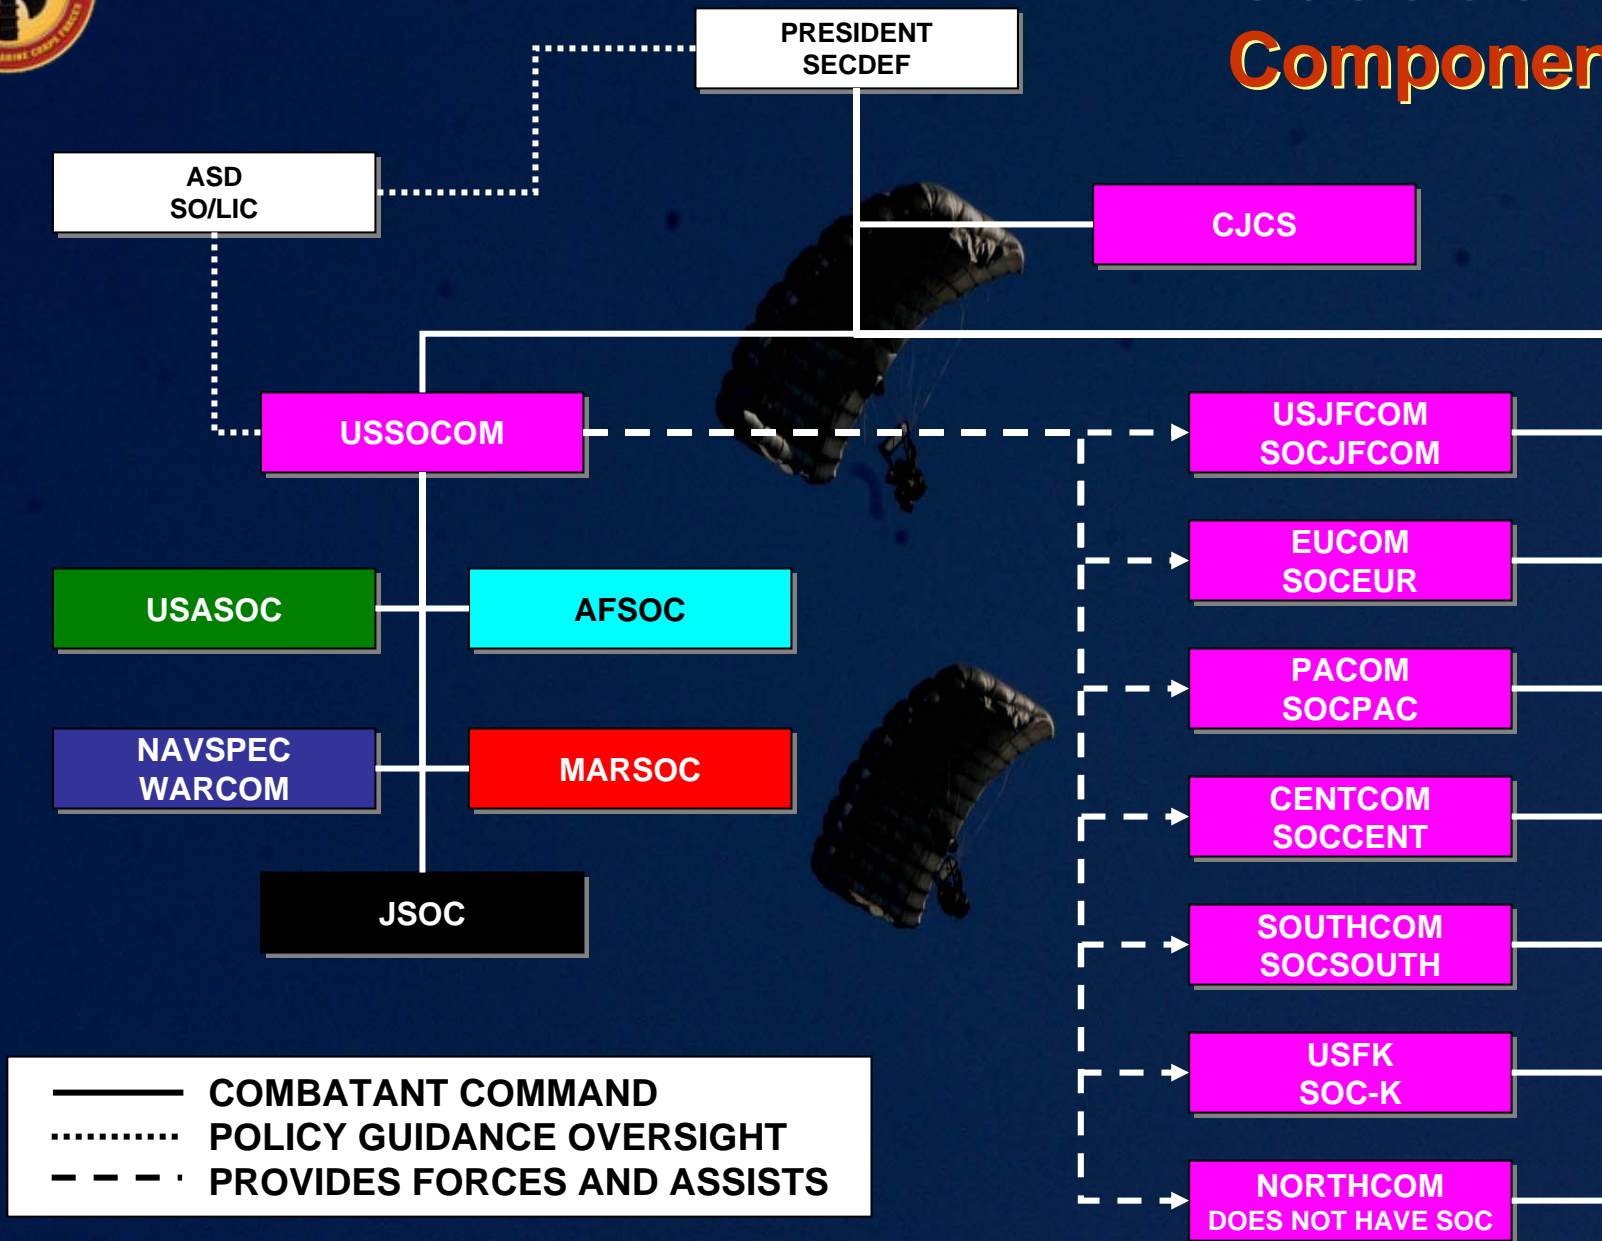 PRESIDENT
SECDEF
ASD
SO/LIC
CJCS
USSOCOM
USJFCOM
SOCJFCOM
EUCOM
SOCEUR
USASOC
AFSOC
PACOM
SOCPAC
NAVSPEC
WARCOM
MARSOC
CENTCOM
SOCCENT
JSOC
SOUTHCOM
SOCSOUTH
USFK
SOC-K
NORTHCOM
DOES NOT HAVE SOC
COMBATANT COMMAND
POLICY GUIDANCE OVERSIGHT
PROVIDES FORCES AND ASSISTS